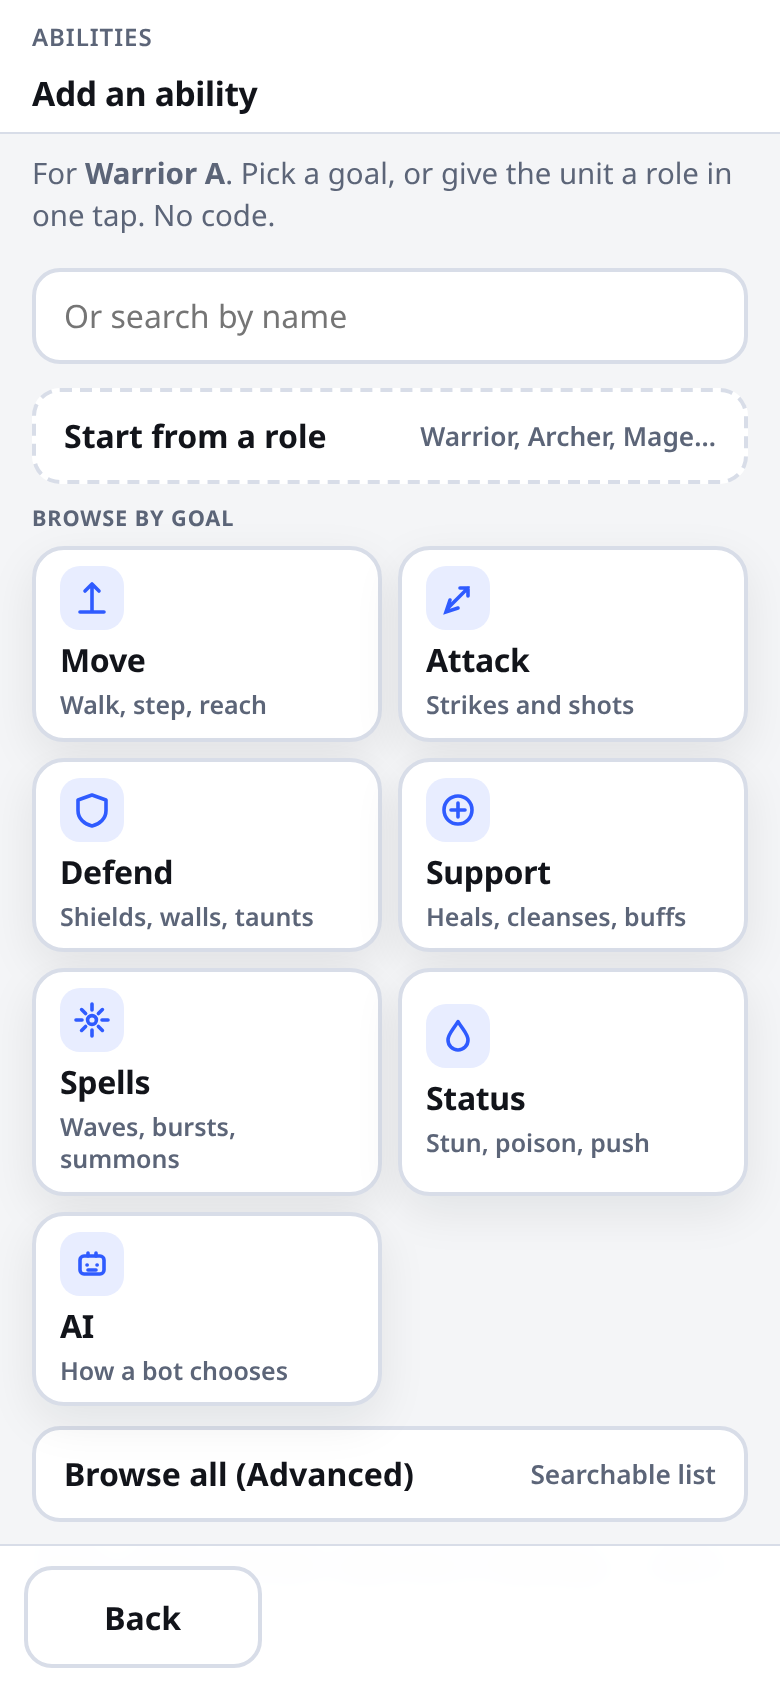 ABILITIES
Add an ability
For Warrior A. Pick a goal, or give the unit a role in
one tap. No code.
Or search by name
Start from a role
Warrior, Archer, Mage...
BROWSE BY GOAL
Move
Walk, step, reach
Attack
Strikes and shots
Defend
Shields, walls, taunts
Support
Heals, cleanses, buffs
Spells
Waves, bursts,
summons
Status
Stun, poison, push
AI
How a bot chooses
Browse all (Advanced)
Searchable list
Back